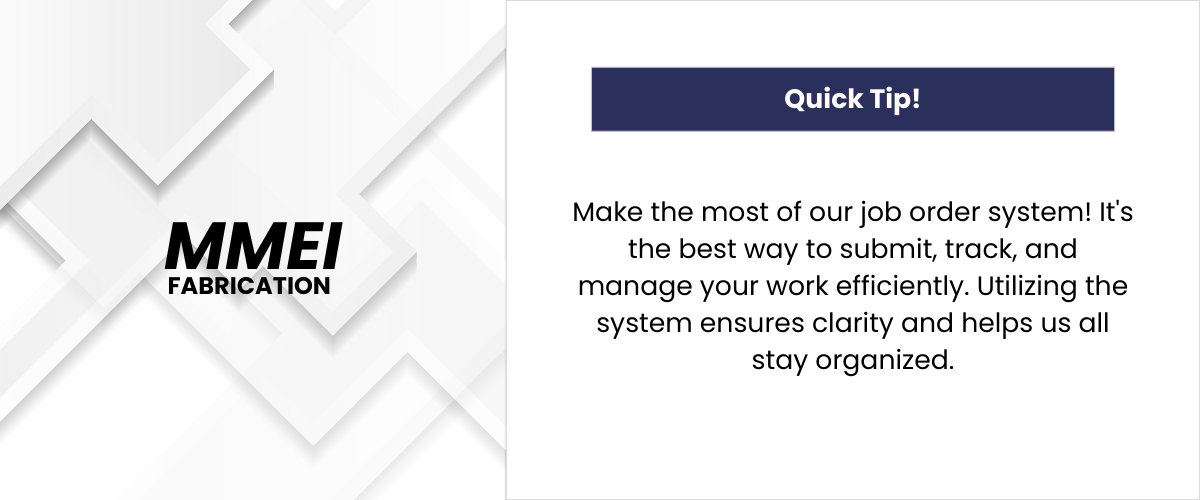 MMEI
FABRICATION
Quick Tip!
Make the most of our job order system! It's
the best way to submit, track, and
manage your work efficiently. Utilizing the
system ensures clarity and helps us all
stay organized.